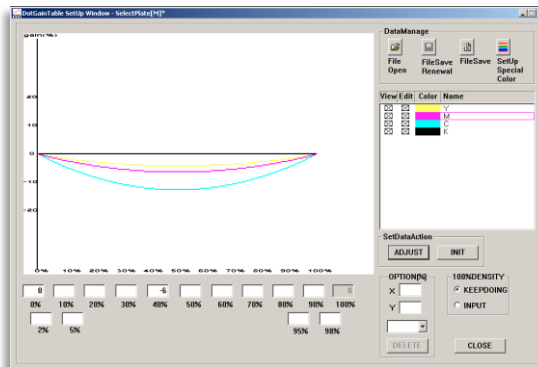 DotGainTable SetUp Window - SelectPlate[M]*
gain(%)
20
10
0
-10
-20
0% 10% 20% 30% 40% 50% 60% 70% 80% 90% 100%
0 -6 0
0% 10% 20% 30% 40% 50% 60% 70% 80% 90% 100%
2% 5% 95% 98%
DataManage
File Open
FileSave Renewal
FileSave
SetUp Special Color
View Edit Color Name
Y
M
C
K
SetDataAction
ADJUST INIT
OPTION[%]
X
Y
DELETE
100%DENSITY
KEEPDOING
INPUT
CLOSE